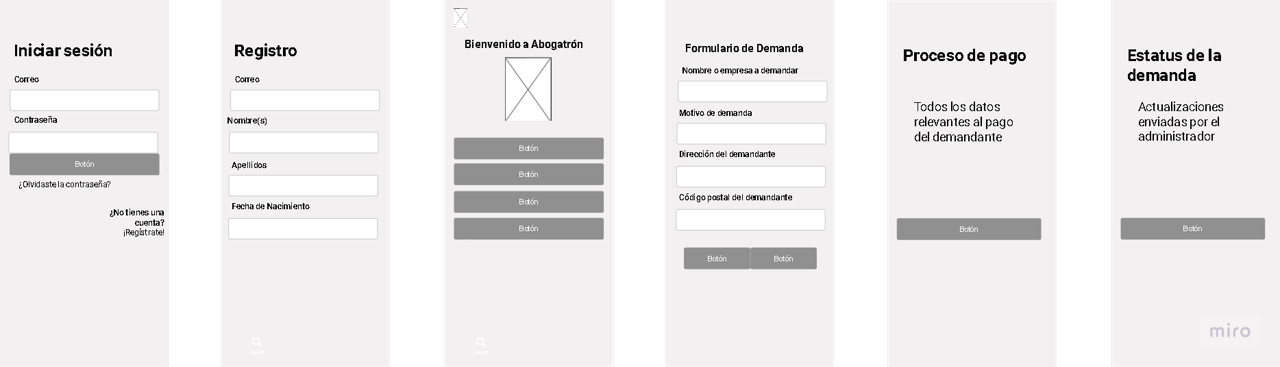 Iniciar sesión
Correo
Contraseña
Botón
¿Olvidaste la contraseña?
¿No tienes una
cuenta?
¡Regístrate!
Registro
Correo
Nombre(s)
Apellidos
Fecha de Nacimiento
Bienvenido a Abogatrón
Botón
Botón
Botón
Botón
Formulario de Demanda
Nombre o empresa a demandar
Motivo de demanda
Dirección del demandante
Código postal del demandante
Botón
Botón
Proceso de pago
Todos los datos
relevantes al pago
del demandante
Botón
Estatus de la
demanda
Actualizaciones
enviadas por el
administrador
Botón
miro